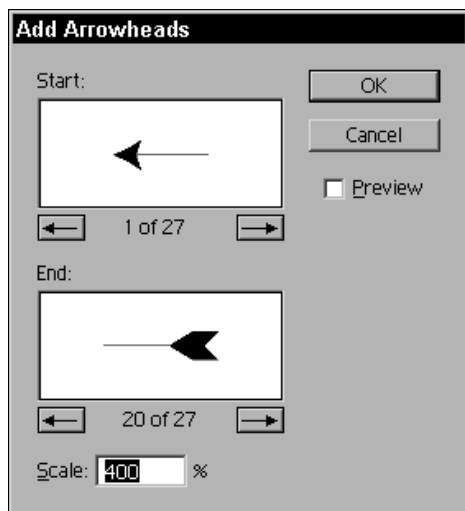 Add Arrowheads
Start:
OK
Cancel
Preview
1 of 27
End:
20 of 27
Scale: 400 %